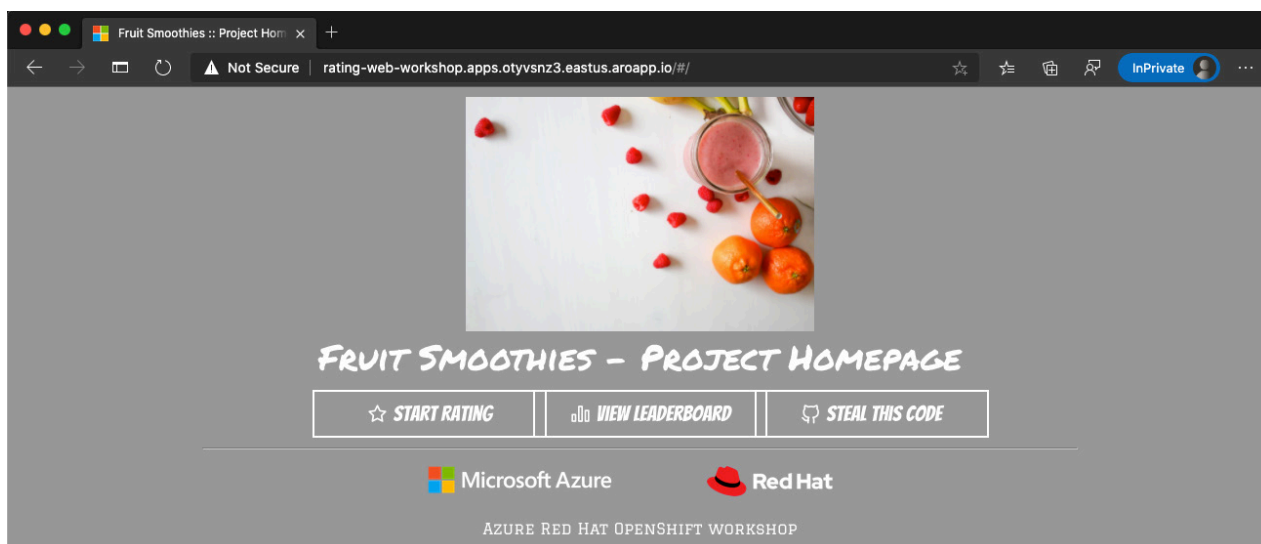 Fruit Smoothies :: Project Hom
Not Secure rating-web-workshop.apps.otyvsnz3.eastus.aroapp.io/#/ InPrivate
FRUIT SMOOTHIES - PROJECT HOMEPAGE
START RATING VIEW LEADERBOARD STEAL THIS CODE
Microsoft Azure Red Hat
AZURE RED HAT OPENSHIFT WORKSHOP